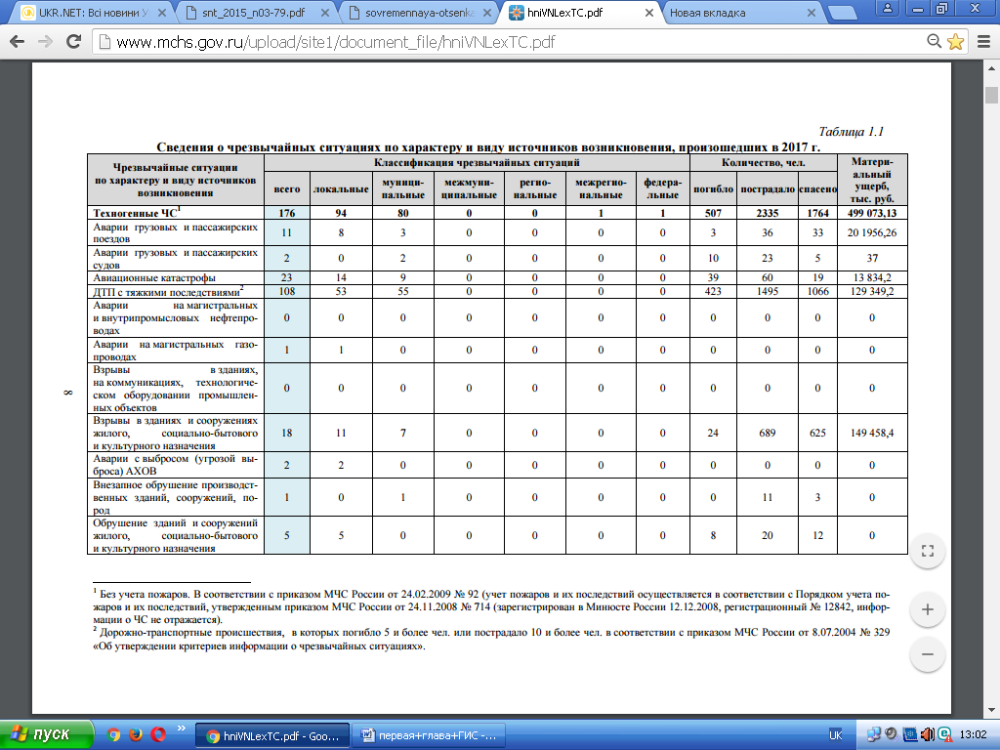 UKR.NET: Всі новини У
snt_2015_n03-79.pdf
sovremennaya-otsenka
hniVNLexTC.pdf
Новая вкладка
www.mchs.gov.ru/upload/site1/document_file/hniVNLexTC.pdf
Таблица 1.1
Сведения о чрезвычайных ситуациях по характеру и виду источников возникновения, произошедших в 2017 г.
Чрезвычайные ситуации по характеру и виду источников возникновения
Классификация чрезвычайных ситуаций
Количество, чел.
Матери-альный ущерб, тыс. руб.
всего локальные муници-пальные межмуни-ципальные регио-нальные межрегио-нальные федера-льные погибло пострадало спасено
Техногенные ЧС1 176 94 80 0 0 1 1 507 2335 1764 499 073,13
Аварии грузовых и пассажирских
поездов 11 8 3 0 0 0 0 3 36 33 20 1956,26
Аварии грузовых и пассажирских
судов 2 0 2 0 0 0 0 10 23 5 37
Авиационные катастрофы 23 14 9 0 0 0 0 39 60 19 13 834,2
ДТП с тяжкими последствиями2 108 53 55 0 0 0 0 423 1495 1066 129 349,2
Аварии на магистральных
и внутрипромысловых нефтепро-
водах 0 0 0 0 0 0 0 0 0 0 0
Аварии на магистральных газо-
проводах 1 1 0 0 0 0 0 0 0 0 0
Взрывы в зданиях,
на коммуникациях, технологиче-
ском оборудовании промышлен-
ных объектов 0 0 0 0 0 0 0 0 0 0 0
Взрывы в зданиях и сооружениях
жилого, социально-бытового
и культурного назначения 18 11 7 0 0 0 0 24 689 625 149 458,4
Аварии с выбросом (угрозой вы-
броса) АХОВ 2 2 0 0 0 0 0 0 0 0 0
Внезапное обрушение производст-
венных зданий, сооружений, по-
род 1 0 1 0 0 0 0 0 11 3 0
Обрушение зданий и сооружений
жилого, социально-бытового
и культурного назначения 5 5 0 0 0 0 0 8 20 12 0
8
1 Без учета пожаров. В соответствии с приказом МЧС России от 24.02.2009 № 92 (учет пожаров и их последствий осуществляется в соответствии с Порядком учета по-
жаров и их последствий, утвержденным приказом МЧС России от 24.11.2008 № 714 (зарегистрирован в Минюсте России 12.12.2008, регистрационный № 12842, инфор-
мации о ЧС не отражается).
2 Дорожно-транспортные происшествия, в которых погибло 5 и более чел. или пострадало 10 и более чел. в соответствии с приказом МЧС России от 8.07.2004 № 329
«Об утверждении критериев информации о чрезвычайных ситуациях».
пуск
hniVNLexTC.pdf - Goo...
первая+глава+ГИС -...
UK
13:02